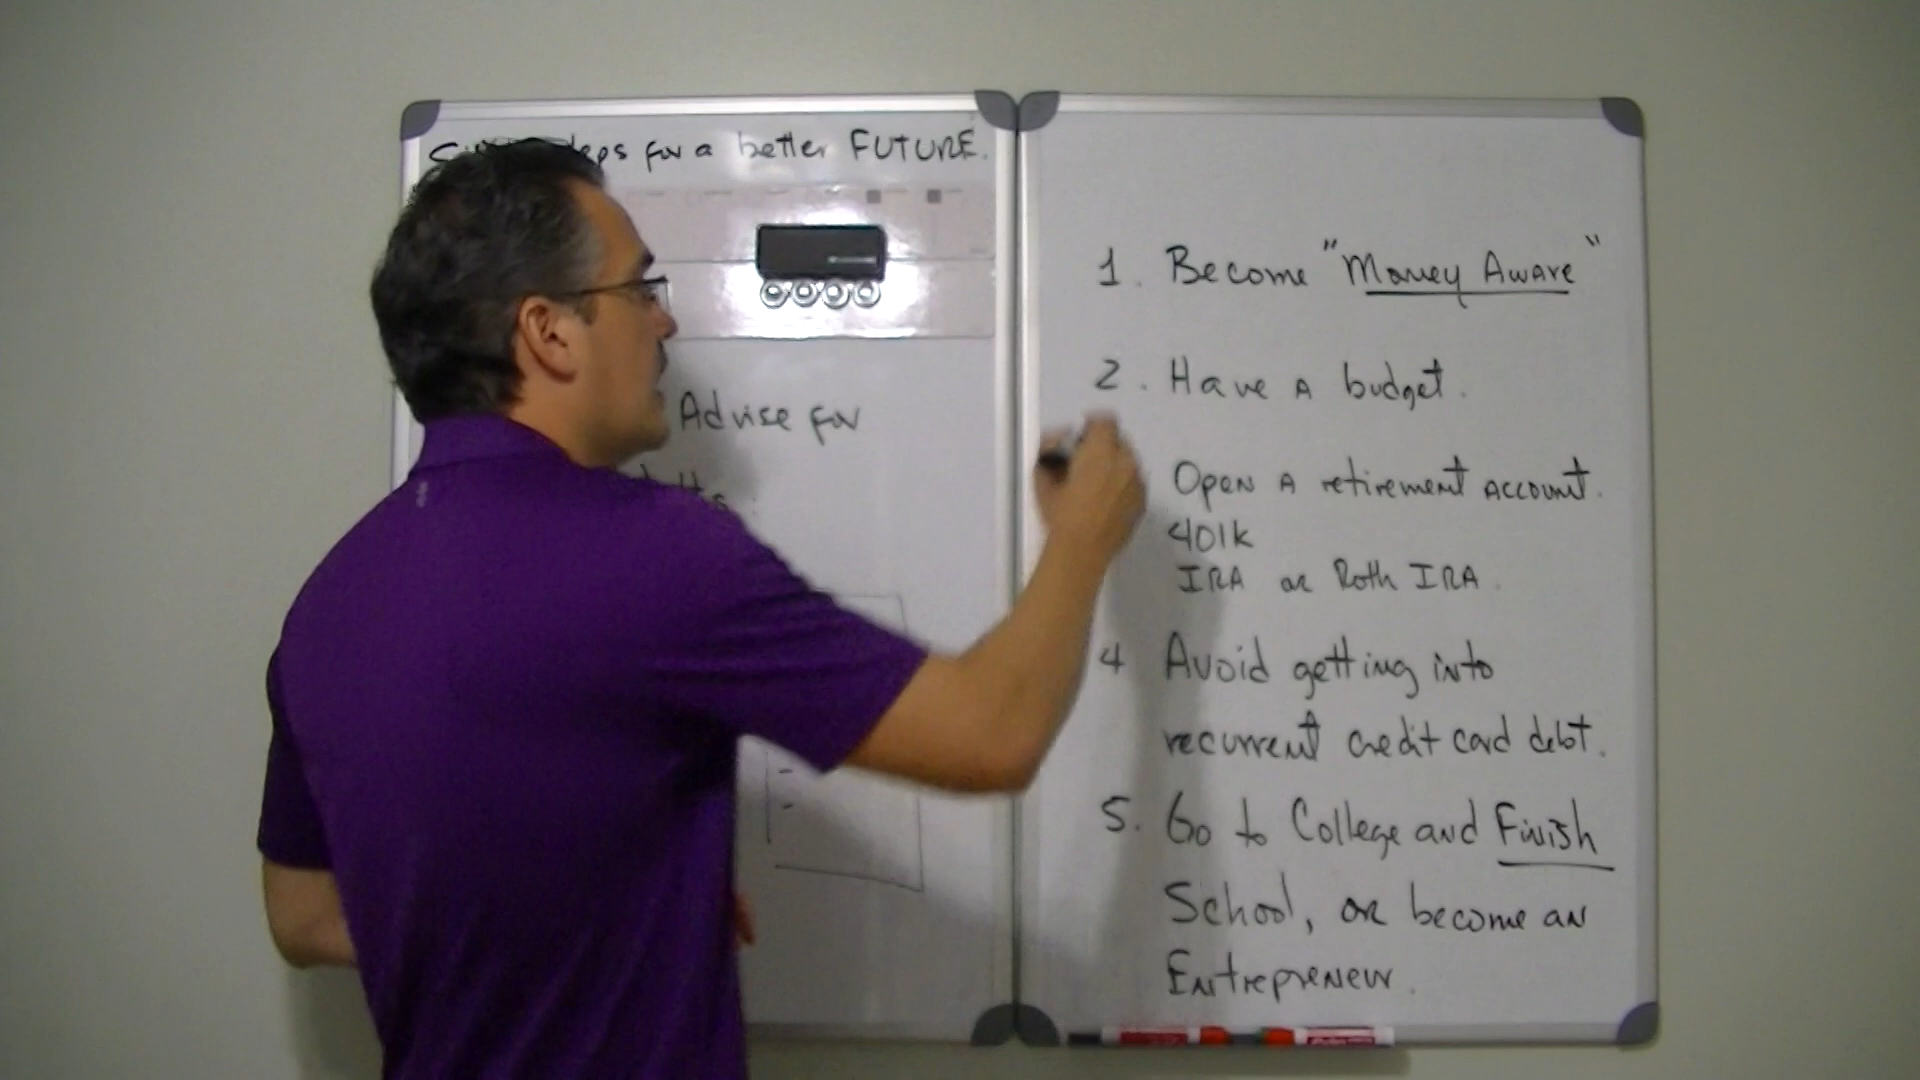 for a better FUTURE.
Advise for
1. Become "Money Aware"
2. Have a budget.
Open a retirement account.
401k
IRA or Roth IRA.
4 Avoid getting into
recurrent credit card debt.
5. Go to College and Finish
School, or become an
Entrepreneur.